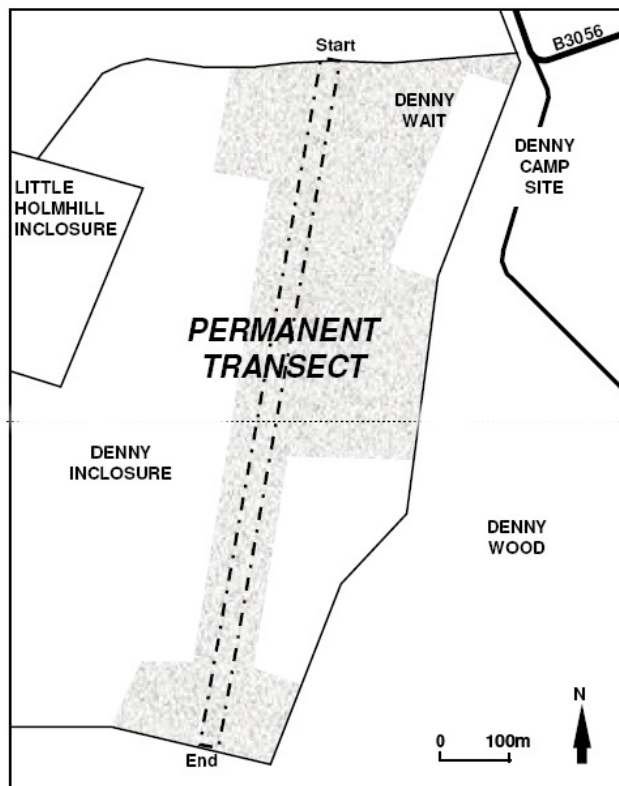 B3056
Start
DENNY
WAIT
DENNY
CAMP
SITE
LITTLE
HOLMHILL
INCLOSURE
PERMANENT
TRANSECT
DENNY
INCLOSURE
DENNY
WOOD
N
0 100m
End